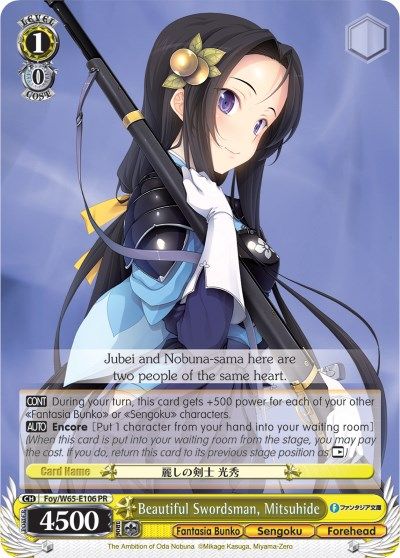 LEVEL
1
0
COST
Jubei and Nobuna-sama here are
two people of the same heart.
CONT During your turn, this card gets +500 power for each of your other
«Fantasia Bunko» or «Sengoku» characters.
AUTO Encore [Put 1 character from your hand into your waiting room]
(When this card is put into your waiting room from the stage, you may pay
the cost. If you do, return this card to its previous stage position as )
Card Name 麗しの剣士 光秀
CH Foy/W65-E106 PR
4500
Beautiful Swordsman, Mitsuhide
ファンタジア文庫
Fantasia Bunko Sengoku Forehead
The Ambition of Oda Nobuna ©Mikage Kasuga, Miyama-Zero